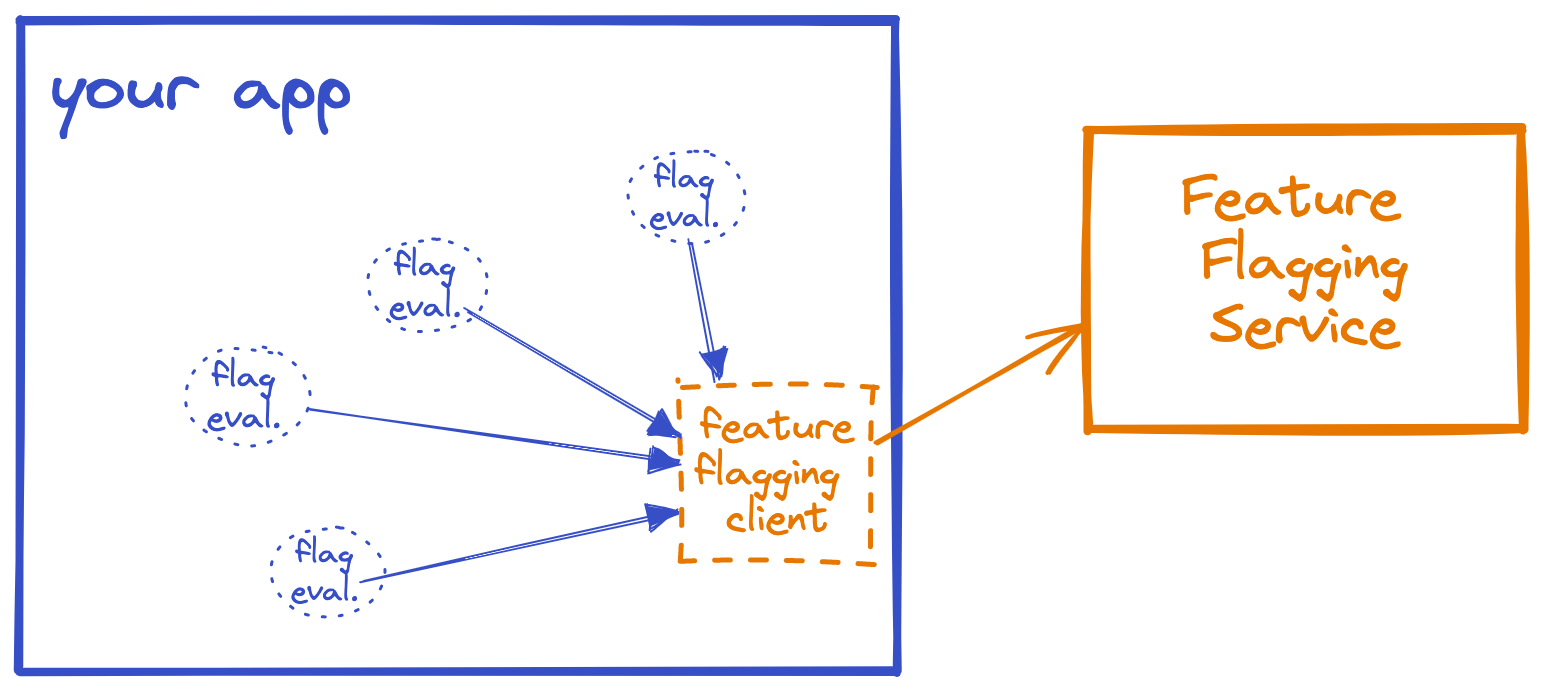 your app
flag
eval.
flag
eval.
flag
eval.
flag
eval.
feature
flagging
client
Feature
Flagging
Service